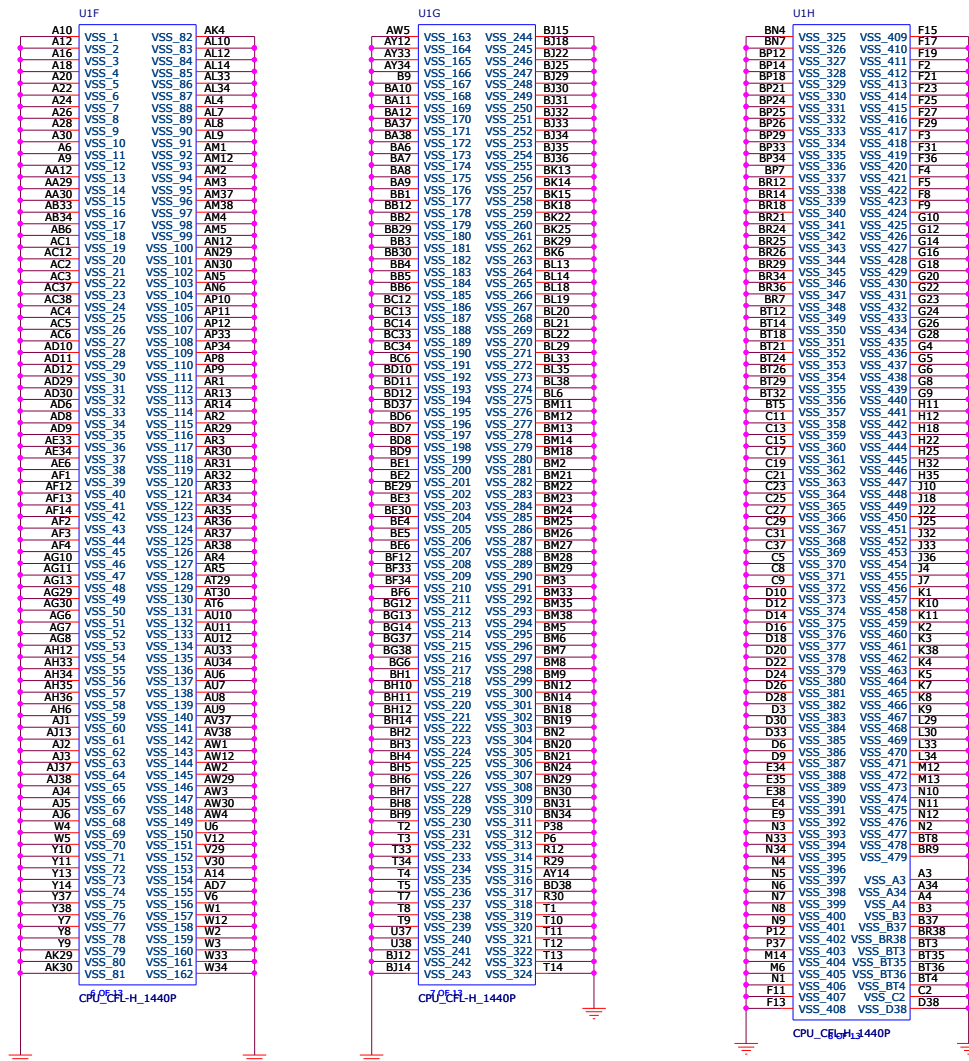 U1F
A10 VSS_1 VSS_82 AK4
A12 VSS_2 VSS_83 AL10
A16 VSS_3 VSS_84 AL12
A18 VSS_4 VSS_85 AL14
A20 VSS_5 VSS_86 AL33
A22 VSS_6 VSS_87 AL34
A24 VSS_7 VSS_88 AL4
A26 VSS_8 VSS_89 AL7
A28 VSS_9 VSS_90 AL8
A30 VSS_10 VSS_91 AL9
A6 VSS_11 VSS_92 AM1
A9 VSS_12 VSS_93 AM12
AA12 VSS_13 VSS_94 AM2
AA29 VSS_14 VSS_95 AM3
AA30 VSS_15 VSS_96 AM37
AB33 VSS_16 VSS_97 AM38
AB34 VSS_17 VSS_98 AM4
AB6 VSS_18 VSS_99 AM5
AC1 VSS_19 VSS_100 AN12
AC12 VSS_20 VSS_101 AN29
AC2 VSS_21 VSS_102 AN30
AC3 VSS_22 VSS_103 AN5
AC37 VSS_23 VSS_104 AN6
AC38 VSS_24 VSS_105 AP10
AC4 VSS_25 VSS_106 AP11
AC5 VSS_26 VSS_107 AP12
AC6 VSS_27 VSS_108 AP33
AD10 VSS_28 VSS_109 AP34
AD11 VSS_29 VSS_110 AP8
AD12 VSS_30 VSS_111 AP9
AD29 VSS_31 VSS_112 AR1
AD30 VSS_32 VSS_113 AR13
AD6 VSS_33 VSS_114 AR14
AD8 VSS_34 VSS_115 AR2
AD9 VSS_35 VSS_116 AR29
AE33 VSS_36 VSS_117 AR3
AE34 VSS_37 VSS_118 AR30
AE6 VSS_38 VSS_119 AR31
AF1 VSS_39 VSS_120 AR32
AF12 VSS_40 VSS_121 AR33
AF13 VSS_41 VSS_122 AR34
AF14 VSS_42 VSS_123 AR35
AF2 VSS_43 VSS_124 AR36
AF3 VSS_44 VSS_125 AR37
AF4 VSS_45 VSS_126 AR38
AG10 VSS_46 VSS_127 AR4
AG11 VSS_47 VSS_128 AR5
AG13 VSS_48 VSS_129 AT29
AG29 VSS_49 VSS_130 AT30
AG30 VSS_50 VSS_131 AT6
AG6 VSS_51 VSS_132 AU10
AG7 VSS_52 VSS_133 AU11
AG8 VSS_53 VSS_134 AU12
AH12 VSS_54 VSS_135 AU33
AH33 VSS_55 VSS_136 AU34
AH34 VSS_56 VSS_137 AU6
AH35 VSS_57 VSS_138 AU7
AH36 VSS_58 VSS_139 AU8
AH6 VSS_59 VSS_140 AU9
AJ1 VSS_60 VSS_141 AV37
AJ13 VSS_61 VSS_142 AV38
AJ2 VSS_62 VSS_143 AW1
AJ3 VSS_63 VSS_144 AW12
AJ37 VSS_64 VSS_145 AW2
AJ38 VSS_65 VSS_146 AW29
AJ4 VSS_66 VSS_147 AW3
AJ5 VSS_67 VSS_148 AW30
AJ6 VSS_68 VSS_149 AW4
W4 VSS_69 VSS_150 U6
W5 VSS_70 VSS_151 V12
Y10 VSS_71 VSS_152 V29
Y11 VSS_72 VSS_153 V30
Y13 VSS_73 VSS_154 A14
Y14 VSS_74 VSS_155 AD7
Y37 VSS_75 VSS_156 V6
Y38 VSS_76 VSS_157 W1
Y7 VSS_77 VSS_158 W12
Y8 VSS_78 VSS_159 W2
Y9 VSS_79 VSS_160 W3
AK29 VSS_80 VSS_161 W33
AK30 VSS_81 VSS_162 W34
6 OF 13
CPU_CFL-H_1440P
U1G
AW5 VSS_163 VSS_244 BJ15
AY12 VSS_164 VSS_245 BJ18
AY33 VSS_165 VSS_246 BJ22
AY34 VSS_166 VSS_247 BJ25
B9 VSS_167 VSS_248 BJ29
BA10 VSS_168 VSS_249 BJ30
BA11 VSS_169 VSS_250 BJ31
BA12 VSS_170 VSS_251 BJ32
BA37 VSS_171 VSS_252 BJ33
BA38 VSS_172 VSS_253 BJ34
BA6 VSS_173 VSS_254 BJ35
BA7 VSS_174 VSS_255 BJ36
BA8 VSS_175 VSS_256 BK13
BA9 VSS_176 VSS_257 BK14
BB1 VSS_177 VSS_258 BK15
BB12 VSS_178 VSS_259 BK18
BB2 VSS_179 VSS_260 BK22
BB29 VSS_180 VSS_261 BK25
BB3 VSS_181 VSS_262 BK29
BB30 VSS_182 VSS_263 BK6
BB4 VSS_183 VSS_264 BL13
BB5 VSS_184 VSS_265 BL14
BB6 VSS_185 VSS_266 BL18
BC12 VSS_186 VSS_267 BL19
BC13 VSS_187 VSS_268 BL20
BC14 VSS_188 VSS_269 BL21
BC33 VSS_189 VSS_270 BL22
BC34 VSS_190 VSS_271 BL29
BC6 VSS_191 VSS_272 BL33
BD10 VSS_192 VSS_273 BL35
BD11 VSS_193 VSS_274 BL38
BD12 VSS_194 VSS_275 BL6
BD37 VSS_195 VSS_276 BM11
BD6 VSS_196 VSS_277 BM12
BD7 VSS_197 VSS_278 BM13
BD8 VSS_198 VSS_279 BM14
BD9 VSS_199 VSS_280 BM18
BE1 VSS_200 VSS_281 BM2
BE2 VSS_201 VSS_282 BM21
BE29 VSS_202 VSS_283 BM22
BE3 VSS_203 VSS_284 BM23
BE30 VSS_204 VSS_285 BM24
BE4 VSS_205 VSS_286 BM25
BE5 VSS_206 VSS_287 BM26
BE6 VSS_207 VSS_288 BM27
BF12 VSS_208 VSS_289 BM28
BF33 VSS_209 VSS_290 BM29
BF34 VSS_210 VSS_291 BM3
BF6 VSS_211 VSS_292 BM33
BG12 VSS_212 VSS_293 BM35
BG13 VSS_213 VSS_294 BM38
BG14 VSS_214 VSS_295 BM5
BG37 VSS_215 VSS_296 BM6
BG38 VSS_216 VSS_297 BM7
BG6 VSS_217 VSS_298 BM8
BH1 VSS_218 VSS_299 BM9
BH10 VSS_219 VSS_300 BN12
BH11 VSS_220 VSS_301 BN14
BH12 VSS_221 VSS_302 BN18
BH14 VSS_222 VSS_303 BN19
BH2 VSS_223 VSS_304 BN2
BH3 VSS_224 VSS_305 BN20
BH4 VSS_225 VSS_306 BN21
BH5 VSS_226 VSS_307 BN24
BH6 VSS_227 VSS_308 BN29
BH7 VSS_228 VSS_309 BN30
BH8 VSS_229 VSS_310 BN31
BH9 VSS_230 VSS_311 BN34
T2 VSS_231 VSS_312 P38
T3 VSS_232 VSS_313 P6
T33 VSS_233 VSS_314 R12
T34 VSS_234 VSS_315 R29
T4 VSS_235 VSS_316 AY14
T5 VSS_236 VSS_317 BD38
T7 VSS_237 VSS_318 R30
T8 VSS_238 VSS_319 T1
T9 VSS_239 VSS_320 T10
U37 VSS_240 VSS_321 T11
U38 VSS_241 VSS_322 T12
BJ12 VSS_242 VSS_323 T13
BJ14 VSS_243 VSS_324 T14
7 OF 13
CPU_CFL-H_1440P
U1H
BN4 VSS_325 VSS_409 F15
BN7 VSS_326 VSS_410 F17
BP12 VSS_327 VSS_411 F19
BP14 VSS_328 VSS_412 F2
BP18 VSS_329 VSS_413 F21
BP21 VSS_330 VSS_414 F23
BP24 VSS_331 VSS_415 F25
BP25 VSS_332 VSS_416 F27
BP26 VSS_333 VSS_417 F29
BP29 VSS_334 VSS_418 F3
BP33 VSS_335 VSS_419 F31
BP34 VSS_336 VSS_420 F36
BP7 VSS_337 VSS_421 F4
BR12 VSS_338 VSS_422 F5
BR14 VSS_339 VSS_423 F8
BR18 VSS_340 VSS_424 F9
BR21 VSS_341 VSS_425 G10
BR24 VSS_342 VSS_426 G12
BR25 VSS_343 VSS_427 G14
BR26 VSS_344 VSS_428 G16
BR29 VSS_345 VSS_429 G18
BR34 VSS_346 VSS_430 G20
BR36 VSS_347 VSS_431 G22
BR7 VSS_348 VSS_432 G23
BT12 VSS_349 VSS_433 G24
BT14 VSS_350 VSS_434 G26
BT18 VSS_351 VSS_435 G28
BT21 VSS_352 VSS_436 G4
BT24 VSS_353 VSS_437 G5
BT26 VSS_354 VSS_438 G6
BT29 VSS_355 VSS_439 G8
BT32 VSS_356 VSS_440 G9
BT5 VSS_357 VSS_441 H11
C11 VSS_358 VSS_442 H12
C13 VSS_359 VSS_443 H18
C15 VSS_360 VSS_444 H22
C17 VSS_361 VSS_445 H25
C19 VSS_362 VSS_446 H32
C21 VSS_363 VSS_447 H35
C23 VSS_364 VSS_448 J10
C25 VSS_365 VSS_449 J18
C27 VSS_366 VSS_450 J22
C29 VSS_367 VSS_451 J25
C31 VSS_368 VSS_452 J32
C37 VSS_369 VSS_453 J33
C5 VSS_370 VSS_454 J36
C8 VSS_371 VSS_455 J4
C9 VSS_372 VSS_456 J7
D10 VSS_373 VSS_457 K1
D12 VSS_374 VSS_458 K10
D14 VSS_375 VSS_459 K11
D16 VSS_376 VSS_460 K2
D18 VSS_377 VSS_461 K3
D20 VSS_378 VSS_462 K38
D22 VSS_379 VSS_463 K4
D24 VSS_380 VSS_464 K5
D26 VSS_381 VSS_465 K7
D28 VSS_382 VSS_466 K8
D3 VSS_383 VSS_467 K9
D30 VSS_384 VSS_468 L29
D33 VSS_385 VSS_469 L30
D6 VSS_386 VSS_470 L33
D9 VSS_387 VSS_471 L34
E34 VSS_388 VSS_472 M12
E35 VSS_389 VSS_473 M13
E38 VSS_390 VSS_474 N10
E4 VSS_391 VSS_475 N11
E9 VSS_392 VSS_476 N12
N3 VSS_393 VSS_477 N2
N33 VSS_394 VSS_478 BT8
N34 VSS_395 VSS_479 BR9
N4 VSS_396
N5 VSS_397 VSS_A3 A3
N6 VSS_398 VSS_A34 A34
N7 VSS_399 VSS_A4 A4
N8 VSS_400 VSS_B3 B3
N9 VSS_401 VSS_B37 B37
P12 VSS_402 VSS_BR38 BR38
P37 VSS_403 VSS_BT3 BT3
M14 VSS_404 VSS_BT35 BT35
M6 VSS_405 VSS_BT36 BT36
N1 VSS_406 VSS_BT4 BT4
F11 VSS_407 VSS_C2 C2
F13 VSS_408 VSS_D38 D38
8 OF 13
CPU_CFL-H_1440P